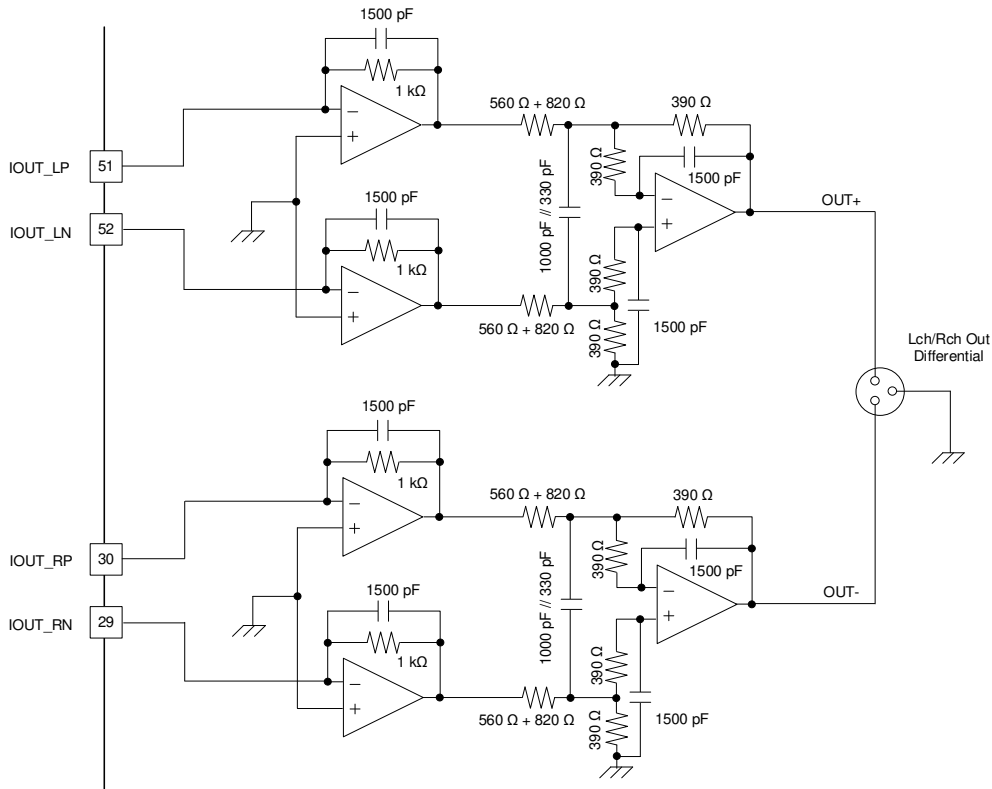 1500 pF
1 kΩ
560 Ω + 820 Ω
390 Ω
IOUT_LP
51
−
+
390 Ω
1500 pF
−
+
OUT+
IOUT_LN
52
1500 pF
1 kΩ
1000 pF // 330 pF
−
+
390 Ω
560 Ω + 820 Ω
390 Ω
1500 pF
Lch/Rch Out
Differential
1500 pF
1 kΩ
560 Ω + 820 Ω
390 Ω
IOUT_RP
30
−
+
390 Ω
1500 pF
−
+
OUT-
IOUT_RN
29
1500 pF
1 kΩ
1000 pF // 330 pF
−
+
390 Ω
560 Ω + 820 Ω
390 Ω
1500 pF